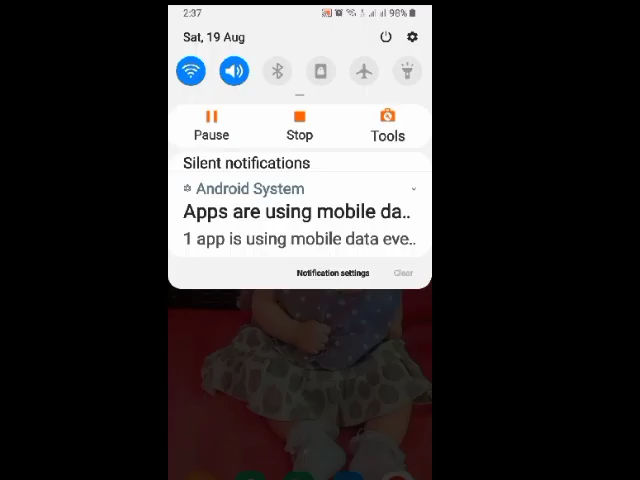 2:37
98%
Sat, 19 Aug
Pause
Stop
Tools
Silent notifications
Android System
Apps are using mobile da..
1 app is using mobile data eve..
Notification settings
Clear